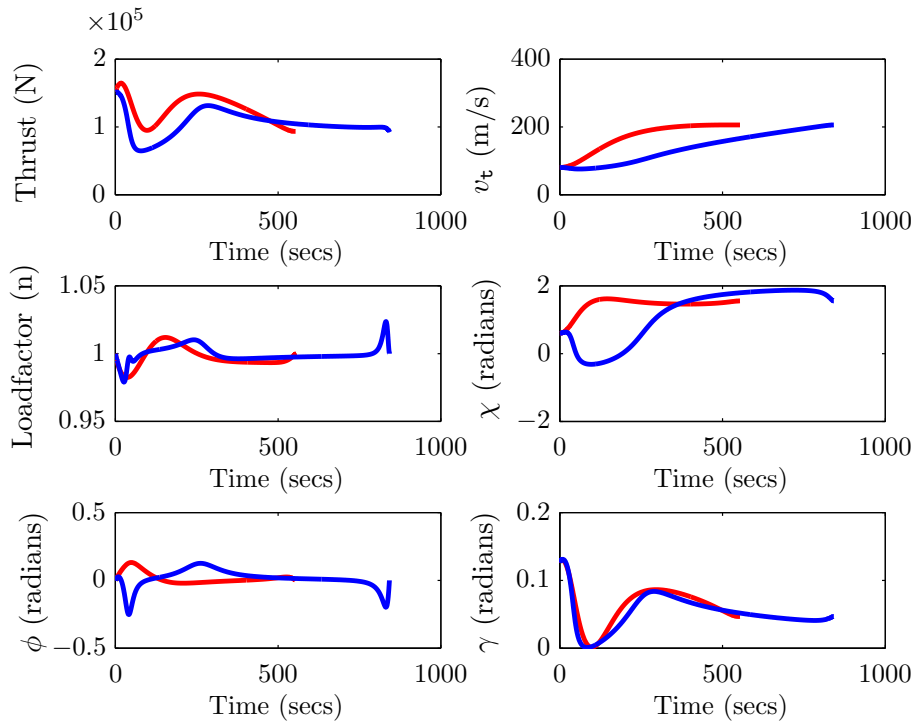 ×10⁵
Thrust (N)
2
1
0
0 500 1000
Time (secs)
v_t (m/s)
400
200
0
0 500 1000
Time (secs)
Loadfactor (n)
1.05
1
0.95
0 500 1000
Time (secs)
χ (radians)
2
0
−2
0 500 1000
Time (secs)
ϕ (radians)
0.5
0
−0.5
0 500 1000
Time (secs)
γ (radians)
0.2
0.1
0
0 500 1000
Time (secs)